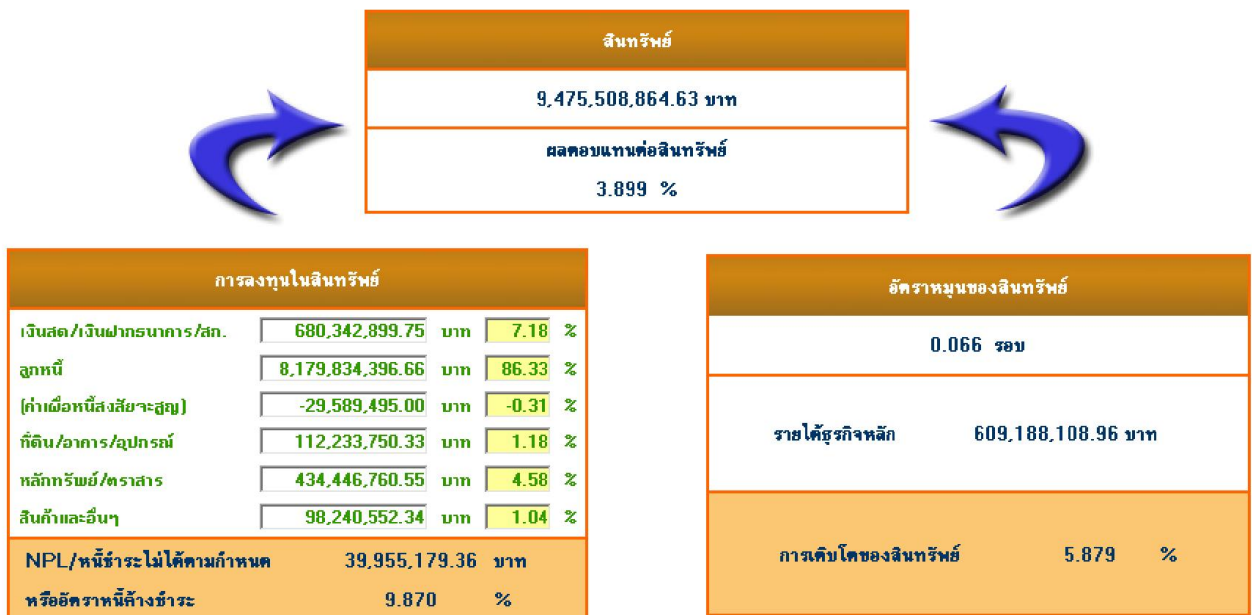 สินทรัพย์
9,475,508,864.63 บาท
ผลตอบแทนต่อสินทรัพย์
3.899 %
การลงทุนในสินทรัพย์
เงินสด/เงินฝากธนาคาร/สก. 680,342,899.75 บาท 7.18 %
ลูกหนี้ 8,179,834,396.66 บาท 86.33 %
(ค่าเผื่อหนี้สงสัยจะสูญ) -29,589,495.00 บาท -0.31 %
ที่ดิน/อาคาร/อุปกรณ์ 112,233,750.33 บาท 1.18 %
หลักทรัพย์/ตราสาร 434,446,760.55 บาท 4.58 %
สินค้าและอื่นๆ 98,240,552.34 บาท 1.04 %
NPL/หนี้ชำระไม่ได้ตามกำหนด 39,955,179.36 บาท
หรืออัตราหนี้ค้างชำระ 9.870 %
อัตราหมุนของสินทรัพย์
0.066 รอบ
รายได้ธุรกิจหลัก 609,188,108.96 บาท
การเติบโตของสินทรัพย์ 5.879 %